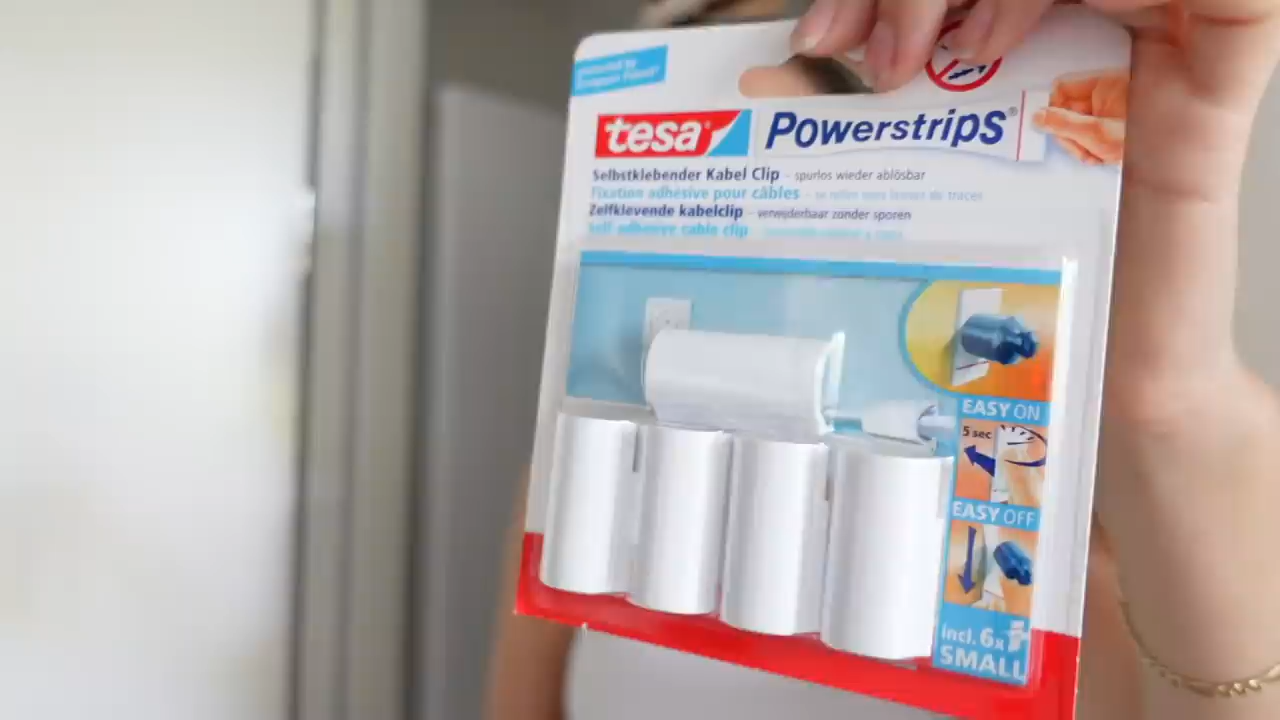 tesa® Powerstrips®
Selbstklebender Kabel Clip - spurlos wieder ablösbar
Fixation adhésive pour câbles
Zelfklevende kabelclip - verwijderbaar zonder sporen
Self adhesive cable clip
EASY ON
5 sec
EASY OFF
incl. 6x
SMALL